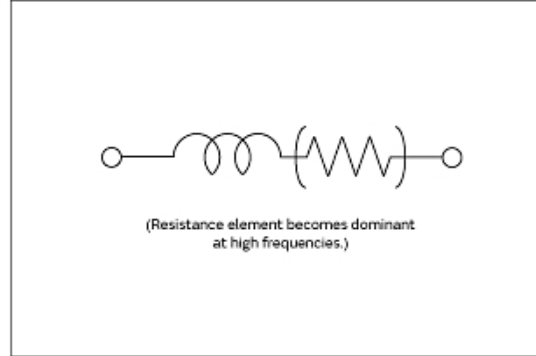 (Resistance element becomes dominant
at high frequencies.)